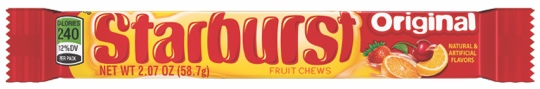 CALORIES
240
12% DV
PER PACK
Starburst
NET WT 2.07 OZ (58.7g)
FRUIT CHEWS
Original
NATURAL &
ARTIFICIAL
FLAVORS